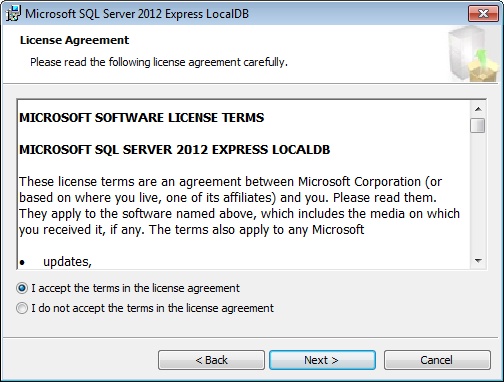 Microsoft SQL Server 2012 Express LocalDB
License Agreement
Please read the following license agreement carefully.
MICROSOFT SOFTWARE LICENSE TERMS
MICROSOFT SQL SERVER 2012 EXPRESS LOCALDB
These license terms are an agreement between Microsoft Corporation (or
based on where you live, one of its affiliates) and you. Please read them.
They apply to the software named above, which includes the media on which
you received it, if any. The terms also apply to any Microsoft
• updates,
I accept the terms in the license agreement
I do not accept the terms in the license agreement
< Back Next > Cancel